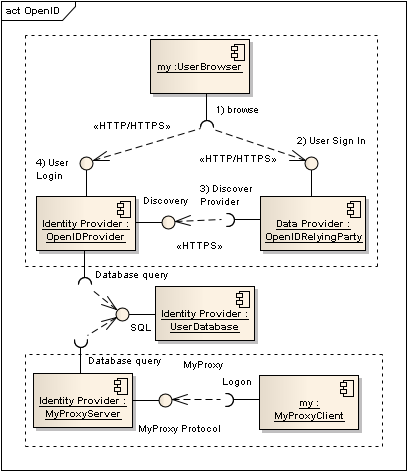 act OpenID
my :UserBrowser
1) browse
«HTTP/HTTPS»
2) User Sign In
4) User
Login
«HTTP/HTTPS»
Discovery
3) Discover
Provider
Identity Provider :
OpenIDProvider
Data Provider :
OpenIDRelyingParty
«HTTPS»
Database query
Identity Provider :
UserDatabase
SQL
Database query
MyProxy
Logon
Identity Provider :
MyProxyServer
my :
MyProxyClient
MyProxy Protocol